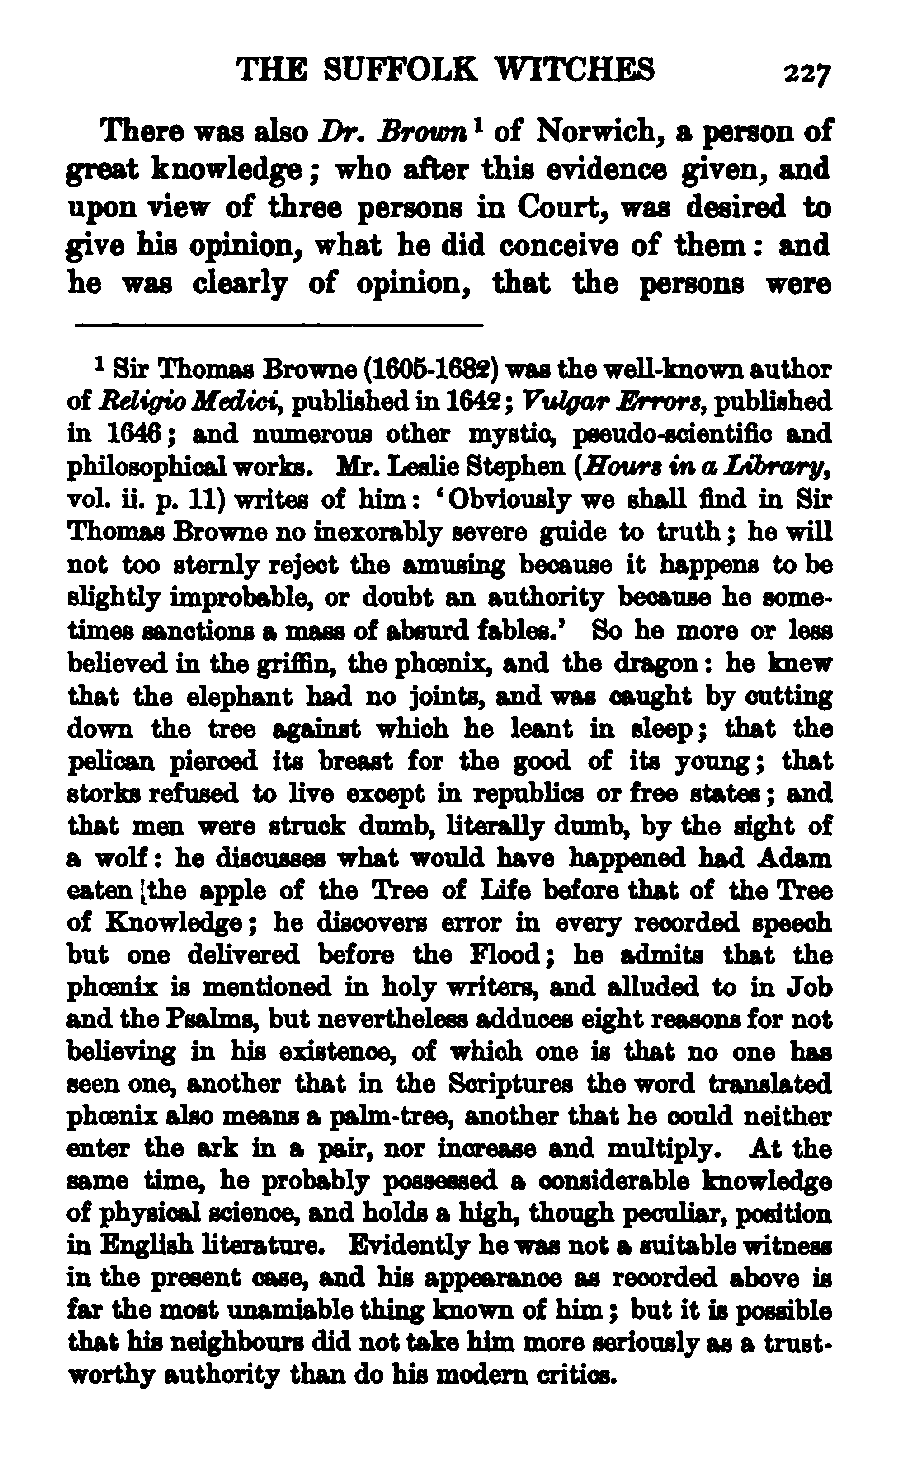 THE SUFFOLK WITCHES 227
There was also Dr. Brown¹ of Norwich, a person of
great knowledge; who after this evidence given, and
upon view of three persons in Court, was desired to
give his opinion, what he did conceive of them: and
he was clearly of opinion, that the persons were
¹ Sir Thomas Browne (1605-1682) was the well-known author
of Religio Medici, published in 1642; Vulgar Errors, published
in 1646; and numerous other mystic, pseudo-scientific and
philosophical works. Mr. Leslie Stephen (Hours in a Library,
vol. ii. p. 11) writes of him: ‘Obviously we shall find in Sir
Thomas Browne no inexorably severe guide to truth; he will
not too sternly reject the amusing because it happens to be
slightly improbable, or doubt an authority because he some-
times sanctions a mass of absurd fables.’ So he more or less
believed in the griffin, the phœnix, and the dragon: he knew
that the elephant had no joints, and was caught by cutting
down the tree against which he leant in sleep; that the
pelican pierced its breast for the good of its young; that
storks refused to live except in republics or free states; and
that men were struck dumb, literally dumb, by the sight of
a wolf: he discusses what would have happened had Adam
eaten [the apple of the Tree of Life before that of the Tree
of Knowledge; he discovers error in every recorded speech
but one delivered before the Flood; he admits that the
phœnix is mentioned in holy writers, and alluded to in Job
and the Psalms, but nevertheless adduces eight reasons for not
believing in his existence, of which one is that no one has
seen one, another that in the Scriptures the word translated
phœnix also means a palm-tree, another that he could neither
enter the ark in a pair, nor increase and multiply. At the
same time, he probably possessed a considerable knowledge
of physical science, and holds a high, though peculiar, position
in English literature. Evidently he was not a suitable witness
in the present case, and his appearance as recorded above is
far the most unamiable thing known of him; but it is possible
that his neighbours did not take him more seriously as a trust-
worthy authority than do his modern critics.